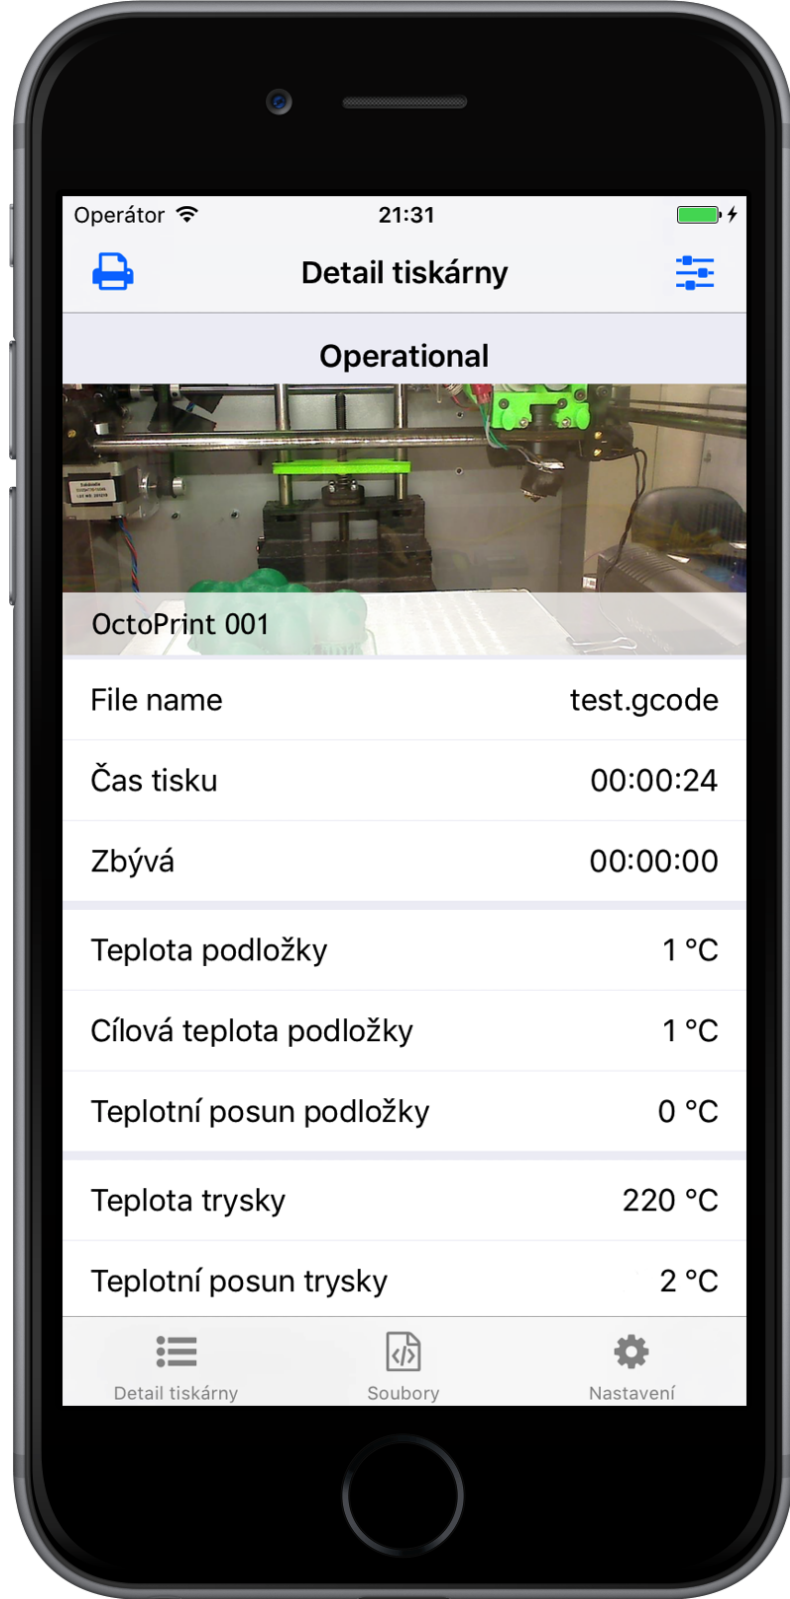 Operátor 21:31
Detail tiskárny
Operational
OctoPrint 001
File name test.gcode
Čas tisku 00:00:24
Zbývá 00:00:00
Teplota podložky 1 °C
Cílová teplota podložky 1 °C
Teplotní posun podložky 0 °C
Teplota trysky 220 °C
Teplotní posun trysky 2 °C
Detail tiskárny Soubory Nastavení